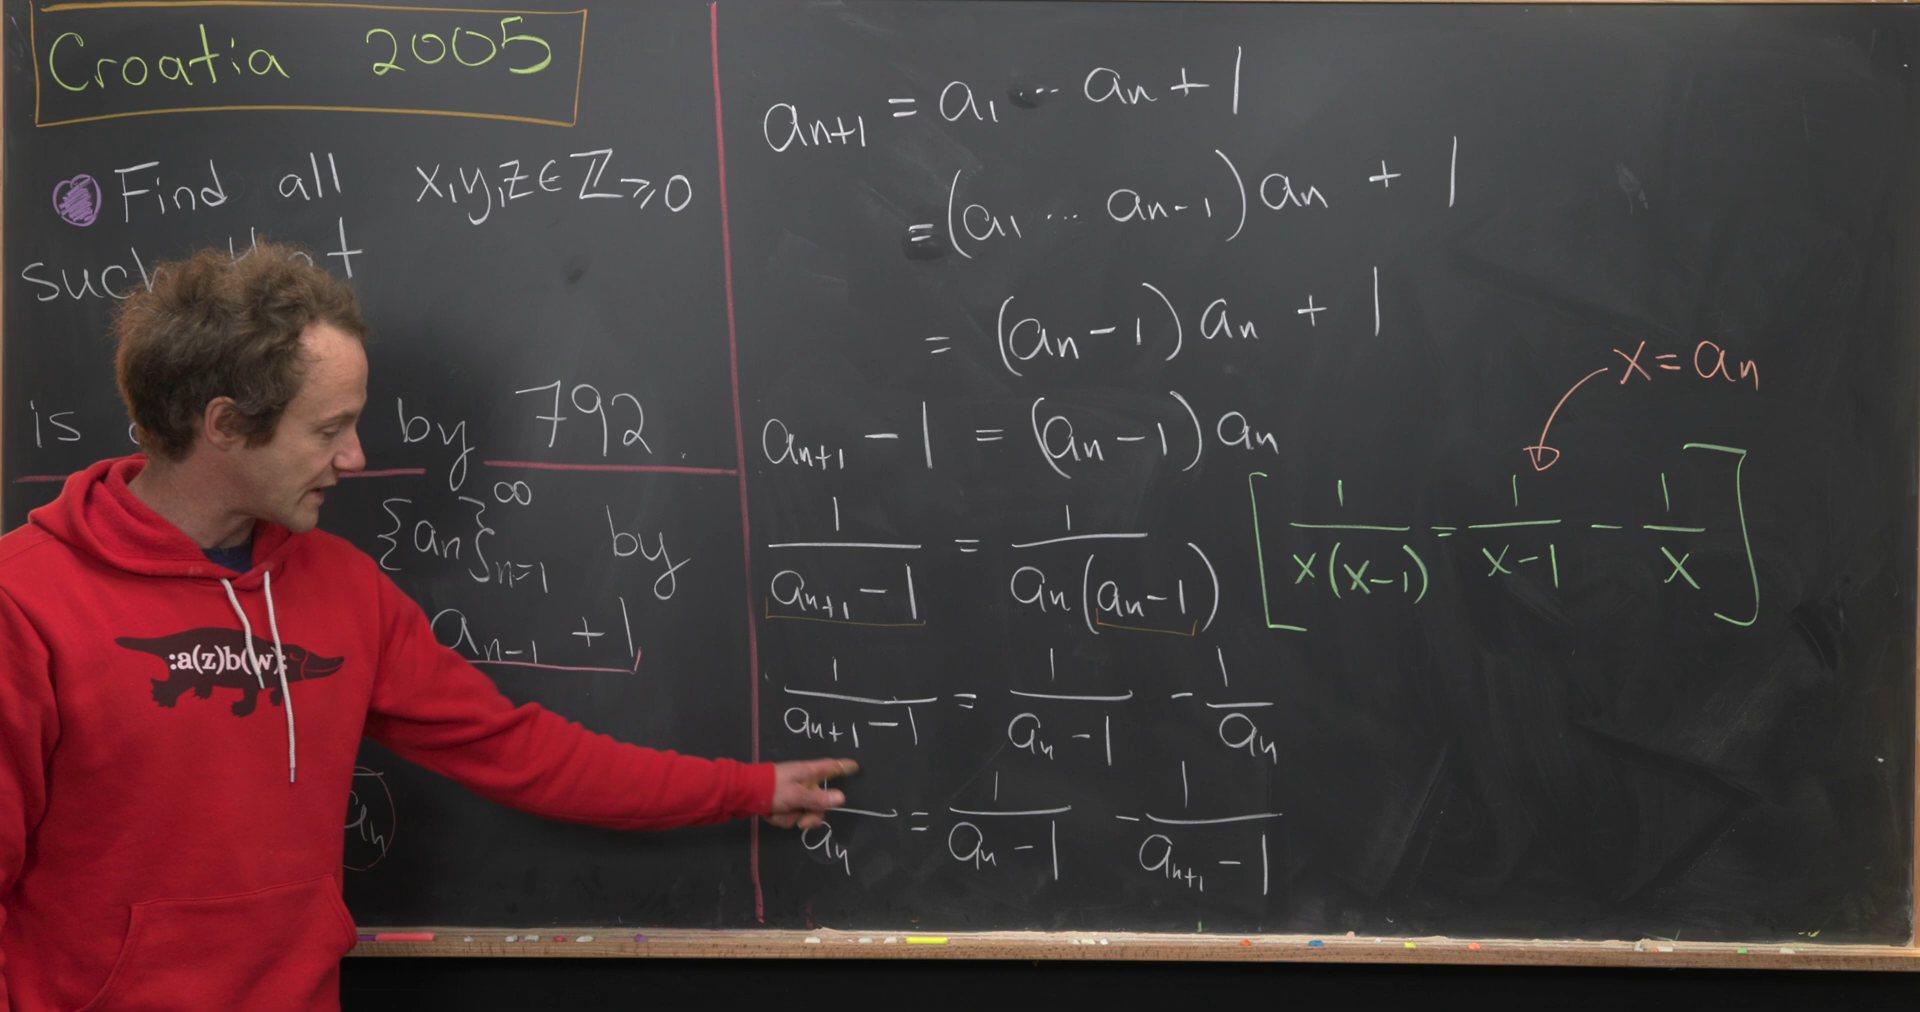 Croatia 2005
Find all x,y,z∈ℤ≥0
such that
is by 792.
{aₙ}^∞ₙ₌₁ by
aₙ₋₁ + 1
aₙ
:a(z)b(w):
aₙ₊₁ = a₁ ... aₙ + 1
= (a₁ ... aₙ₋₁) aₙ + 1
= (aₙ - 1) aₙ + 1
aₙ₊₁ - 1 = (aₙ - 1) aₙ
1/(aₙ₊₁ - 1) = 1/(aₙ(aₙ - 1))
[1/(x(x-1)) = 1/(x-1) - 1/x]
x = aₙ
1/(aₙ₊₁ - 1) = 1/(aₙ - 1) - 1/aₙ
1/aₙ = 1/(aₙ - 1) - 1/(aₙ₊₁ - 1)